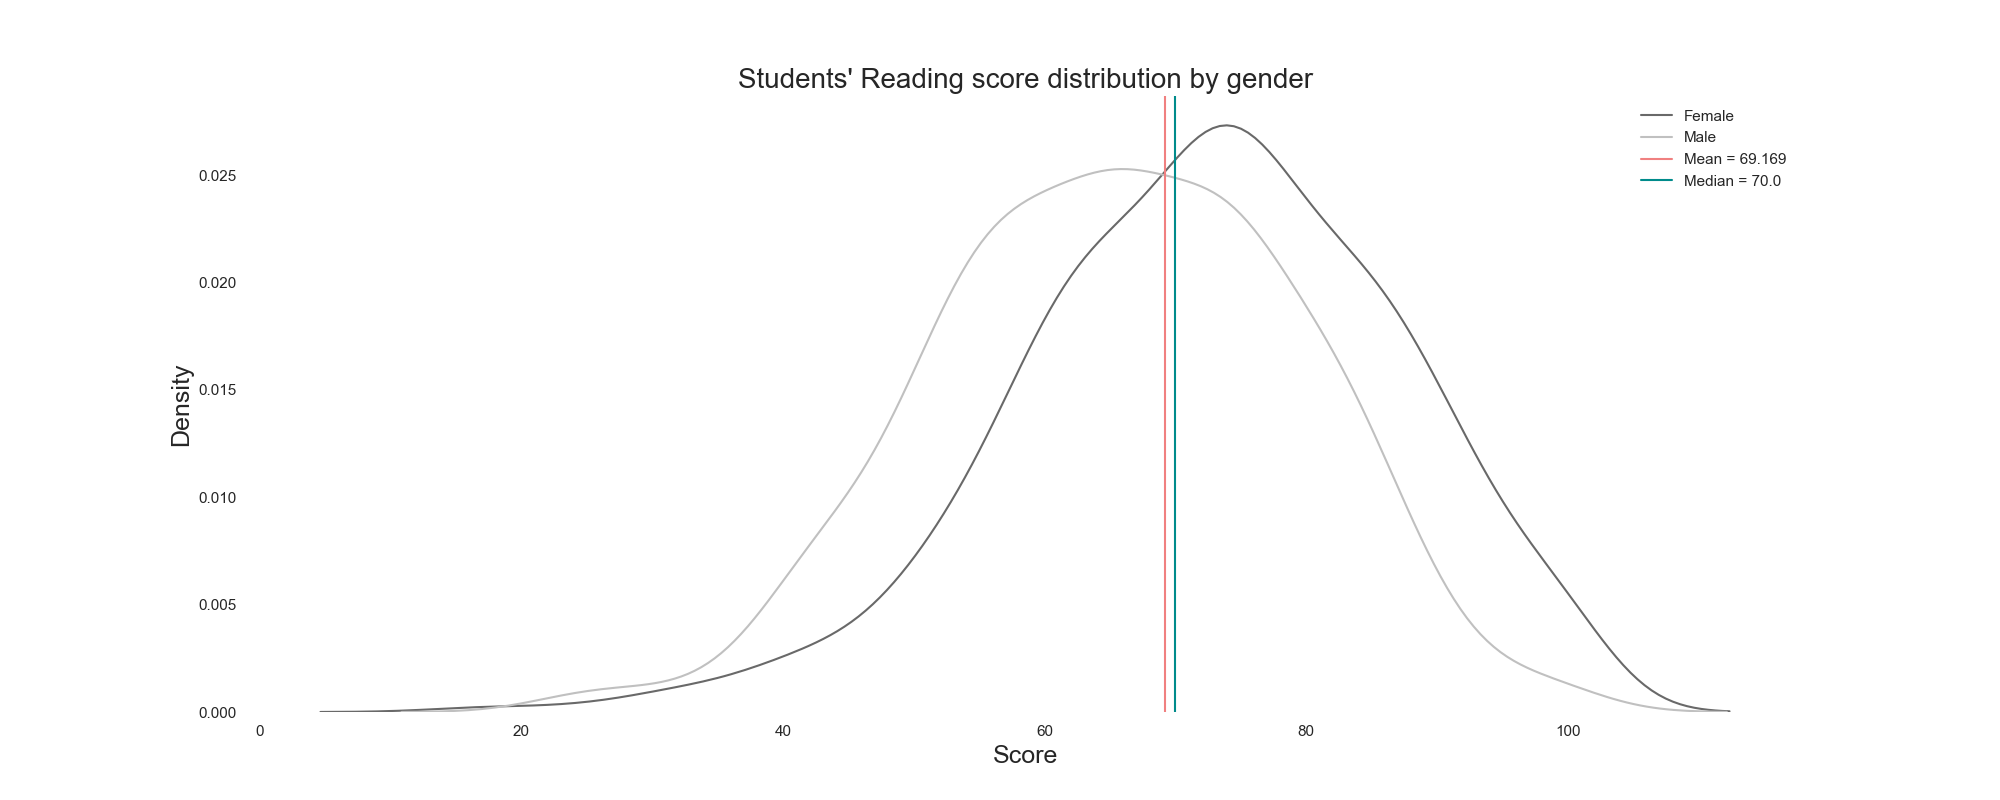 Students' Reading score distribution by gender
Female
Male
Mean = 69.169
Median = 70.0
Density
0.025
0.020
0.015
0.010
0.005
0.000
0 20 40 60 80 100
Score